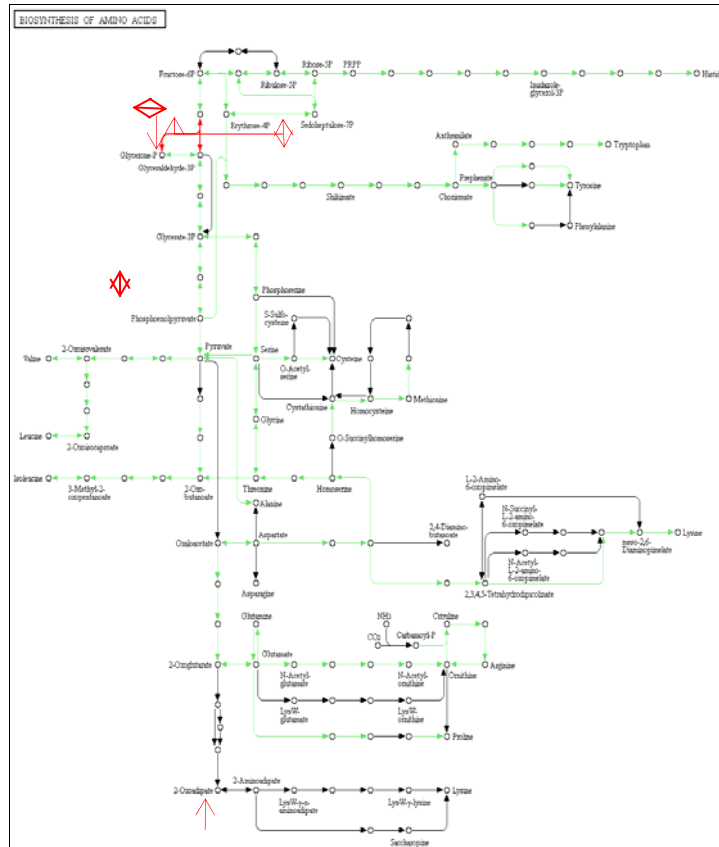 BIOSYNTHESIS OF AMINO ACIDS
Fructose-6P
Ribulose-5P
Ribose-5P
PRPP
Imidazole-
glycerol-3P
Histi
Erythrose-4P
Sedoheptulose-7P
Glycerone-P
Glyceraldehyde-3P
Anthranilate
Tryptophan
Prephenate
Shikimate
Chorismate
Tyrosine
Phenylalanine
Glycerate-3P
Phosphoserine
Phosphoenolpyruvate
S-Sulfo-
cysteine
Pyruvate
Serine
O-Acetyl-
serine
Cysteine
Valine
2-Oxoisovalerate
Cystathionine
Homocysteine
Methionine
Glycine
Leucine
2-Oxoisocaproate
O-Succinylhomoserine
Isoleucine
3-Methyl-2-
oxopentanoate
2-Oxo-
butanoate
Threonine
Homoserine
Alanine
L-2-Amino-
6-oxopimelate
N-Succinyl-
L-2-amino-
6-oxopimelate
Oxaloacetate
Aspartate
2,4-Diamino-
butanoate
meso-2,6-
Diaminopimelate
Lysine
N-Acetyl-
L-2-amino-
6-oxopimelate
Asparagine
2,3,4,5-Tetrahydrodipicolinate
Glutamine
NH3
CO2
Carbamoyl-P
Citrulline
2-Oxoglutarate
Glutamate
N-Acetyl-
glutamate
N-Acetyl-
ornithine
Ornithine
Arginine
LysW-
glutamate
LysW-
ornithine
Proline
2-Oxoadipate
2-Aminoadipate
LysW-γ-α-
aminoadipate
LysW-γ-lysine
Lysine
Saccharopine